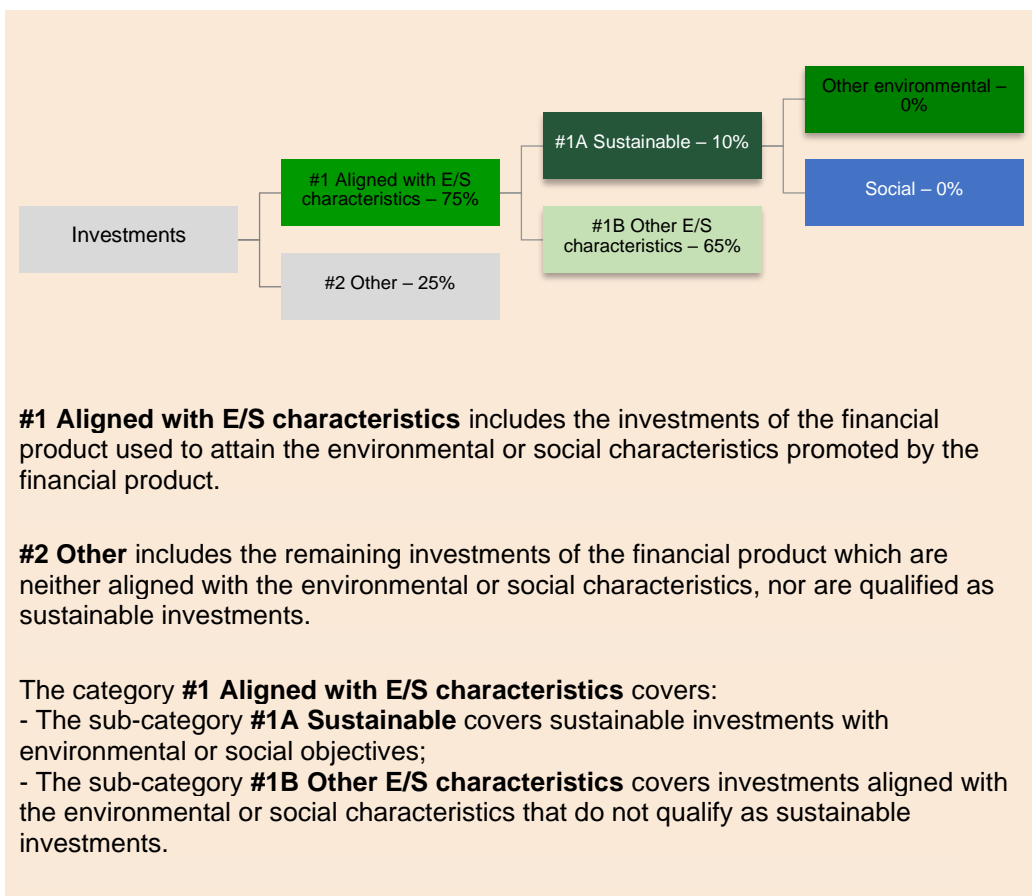 Investments
#1 Aligned with E/S
characteristics – 75%
#2 Other – 25%
#1A Sustainable – 10%
#1B Other E/S
characteristics – 65%
Other environmental –
0%
Social – 0%
#1 Aligned with E/S characteristics includes the investments of the financial
product used to attain the environmental or social characteristics promoted by the
financial product.
#2 Other includes the remaining investments of the financial product which are
neither aligned with the environmental or social characteristics, nor are qualified as
sustainable investments.
The category #1 Aligned with E/S characteristics covers:
- The sub-category #1A Sustainable covers sustainable investments with
environmental or social objectives;
- The sub-category #1B Other E/S characteristics covers investments aligned with
the environmental or social characteristics that do not qualify as sustainable
investments.